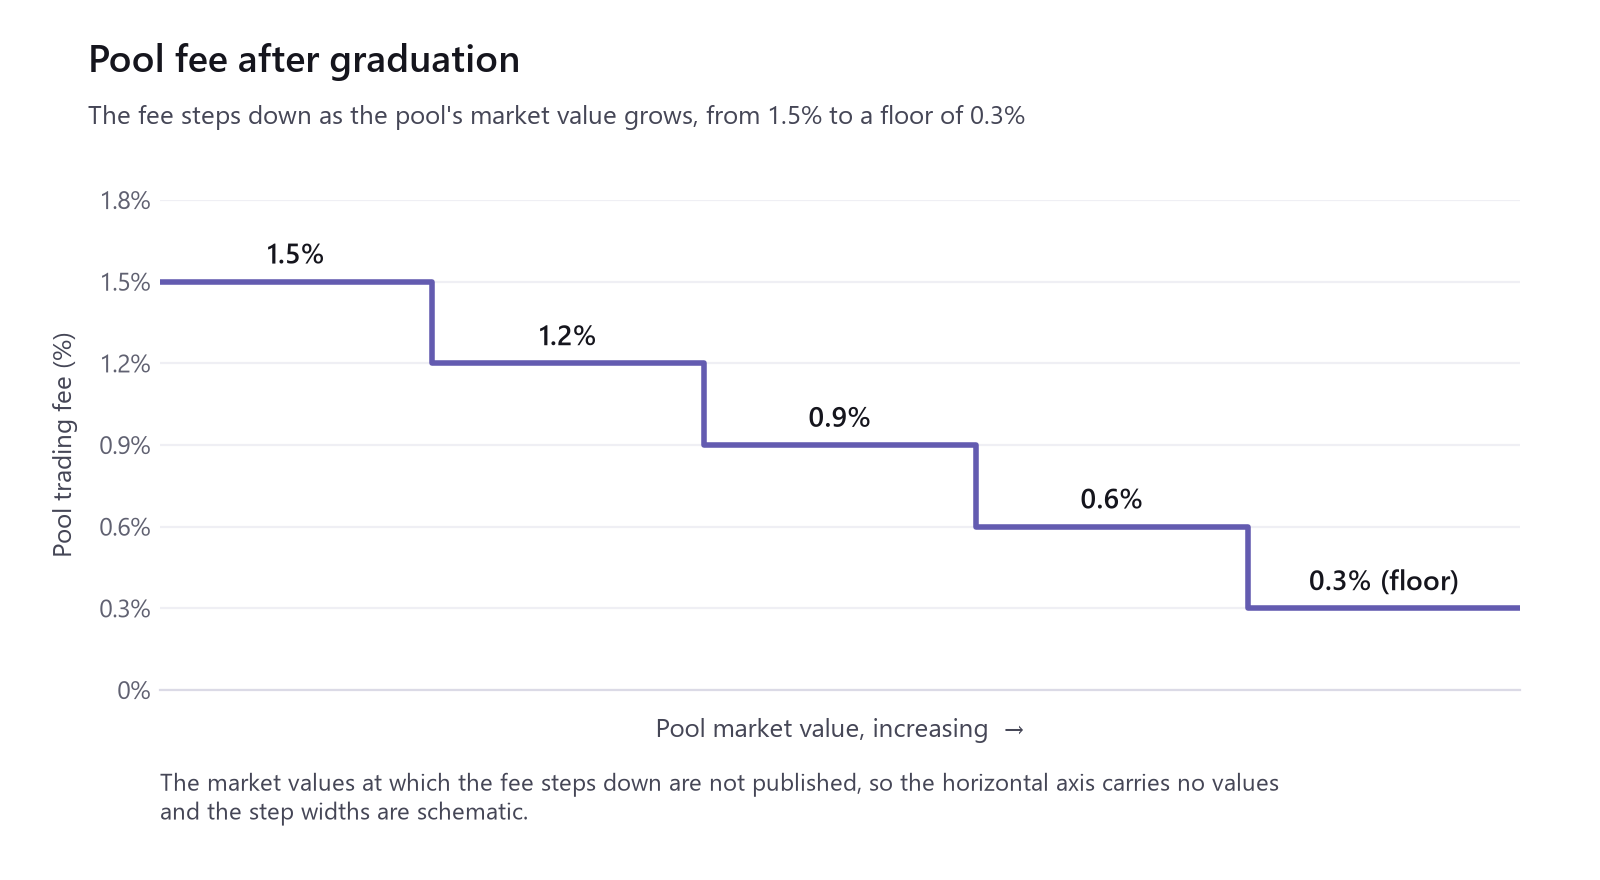 Pool fee after graduation
The fee steps down as the pool's market value grows, from 1.5% to a floor of 0.3%
1.8%
1.5%
1.5%
1.2%
1.2%
Pool trading fee (%)
0.9%
0.9%
0.6%
0.6%
0.3% (floor)
0.3%
0%
Pool market value, increasing →
The market values at which the fee steps down are not published, so the horizontal axis carries no values
and the step widths are schematic.